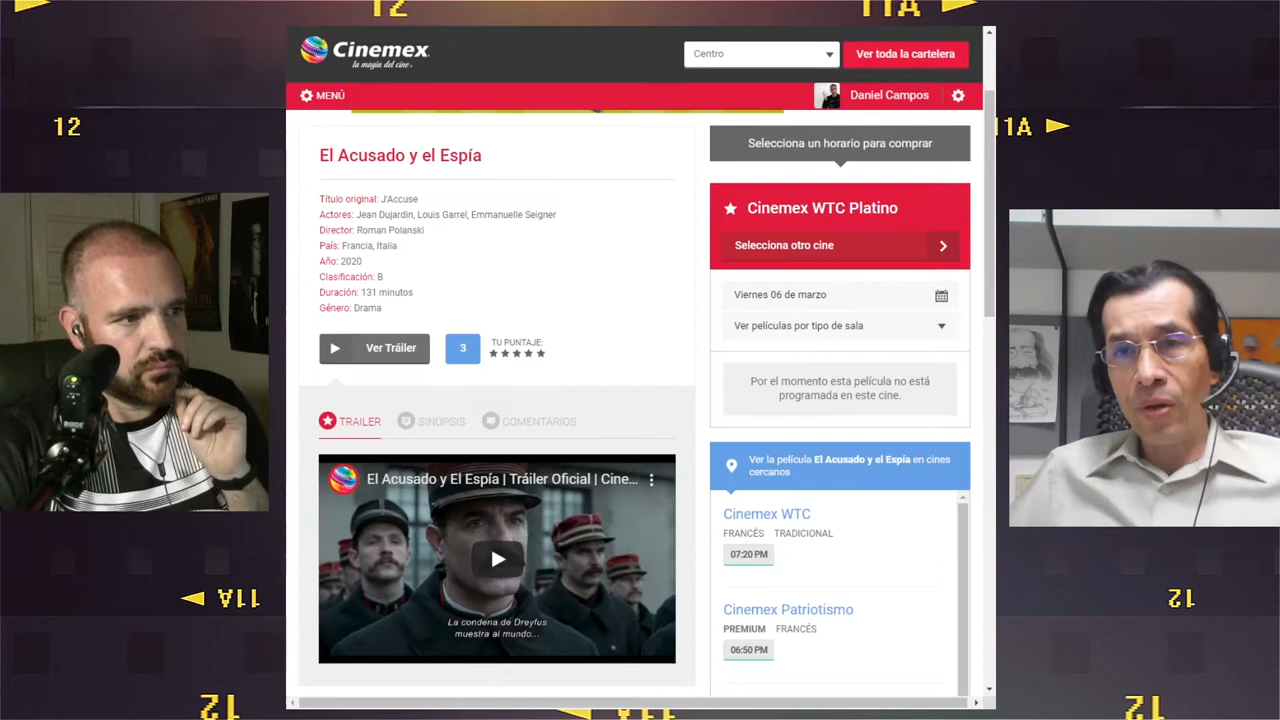 12
11A
Cinemex
la magia del cine
Centro
Ver toda la cartelera
MENÚ
Daniel Campos
12
11A
El Acusado y el Espía
Título original: J'Accuse
Actores: Jean Dujardin, Louis Garrel, Emmanuelle Seigner
Director: Roman Polanski
País: Francia, Italia
Año: 2020
Clasificación: B
Duración: 131 minutos
Género: Drama
Ver Tráiler
3
TU PUNTAJE:
TRAILER
SINOPSIS
COMENTARIOS
El Acusado y El Espía | Tráiler Oficial | Cine...
La condena de Dreyfus
muestra al mundo...
Selecciona un horario para comprar
Cinemex WTC Platino
Selecciona otro cine
Viernes 06 de marzo
Ver películas por tipo de sala
Por el momento esta película no está
programada en este cine.
Ver la película El Acusado y el Espía en cines
cercanos
Cinemex WTC
FRANCÉS TRADICIONAL
07:20 PM
Cinemex Patriotismo
PREMIUM FRANCÉS
06:50 PM
RØDE
11A
12
12
11A
12